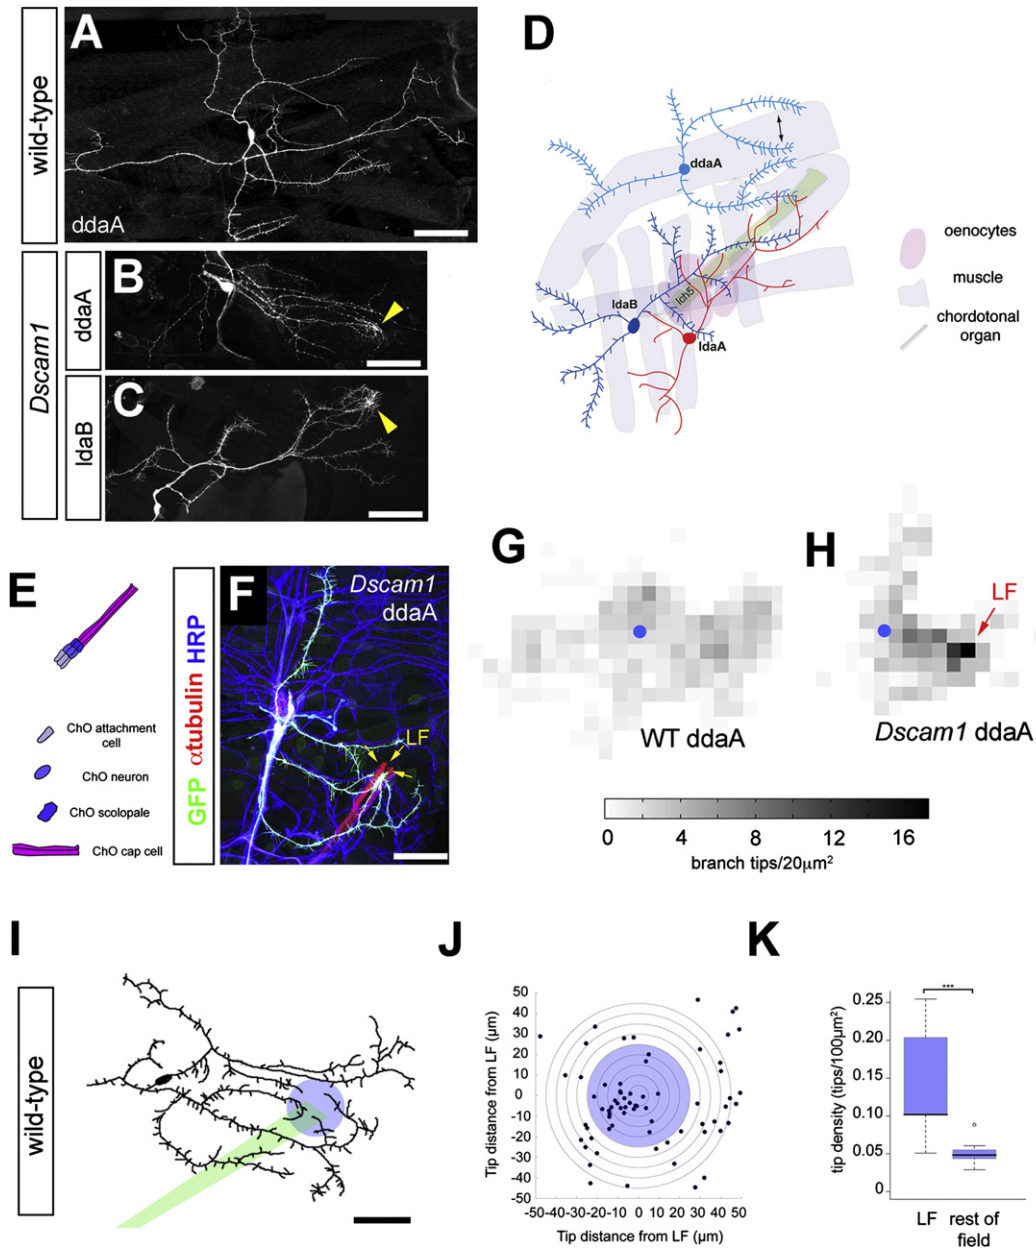 A
wild-type
ddaA
B
ddaA
Dscam1
C
ldaB
D
ddaA
ldaB
lch5
ldaA
oenocytes
muscle
chordotonal
organ
E
ChO attachment
cell
ChO neuron
ChO scolopale
ChO cap cell
F
Dscam1
ddaA
GFP αtubulin HRP
LF
G
WT ddaA
H
LF
Dscam1 ddaA
0 4 8 12 16
branch tips/20μm²
I
wild-type
J
Tip distance from LF (μm)
50
40
30
20
10
0
-10
-20
-30
-40
-50
-50-40-30-20-10 0 10 20 30 40 50
Tip distance from LF (μm)
K
tip density (tips/100μm²)
***
0.25
0.20
0.15
0.10
0.05
0
LF rest of
field